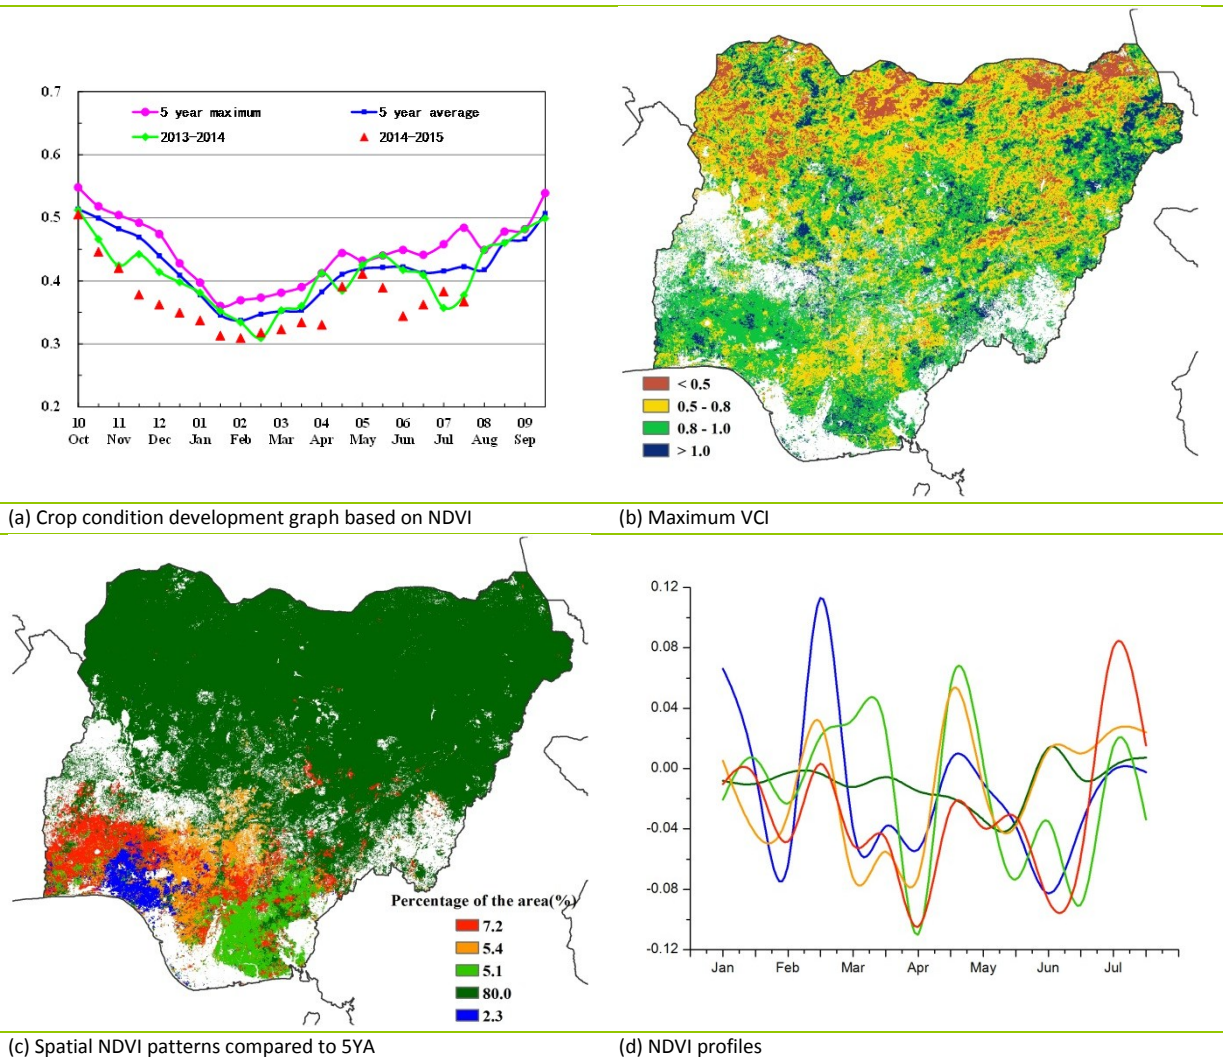 0.7
0.6
0.5
0.4
0.3
0.2
5 year maximum
5 year average
2013-2014
2014-2015
10 11 12 01 02 03 04 05 06 07 08 09
Oct Nov Dec Jan Feb Mar Apr May Jun Jul Aug Sep
< 0.5
0.5 - 0.8
0.8 - 1.0
> 1.0
(a) Crop condition development graph based on NDVI
(b) Maximum VCI
Percentage of the area(%)
7.2
5.4
5.1
80.0
2.3
0.12
0.08
0.04
0.00
-0.04
-0.08
-0.12
Jan Feb Mar Apr May Jun Jul
(c) Spatial NDVI patterns compared to 5YA
(d) NDVI profiles